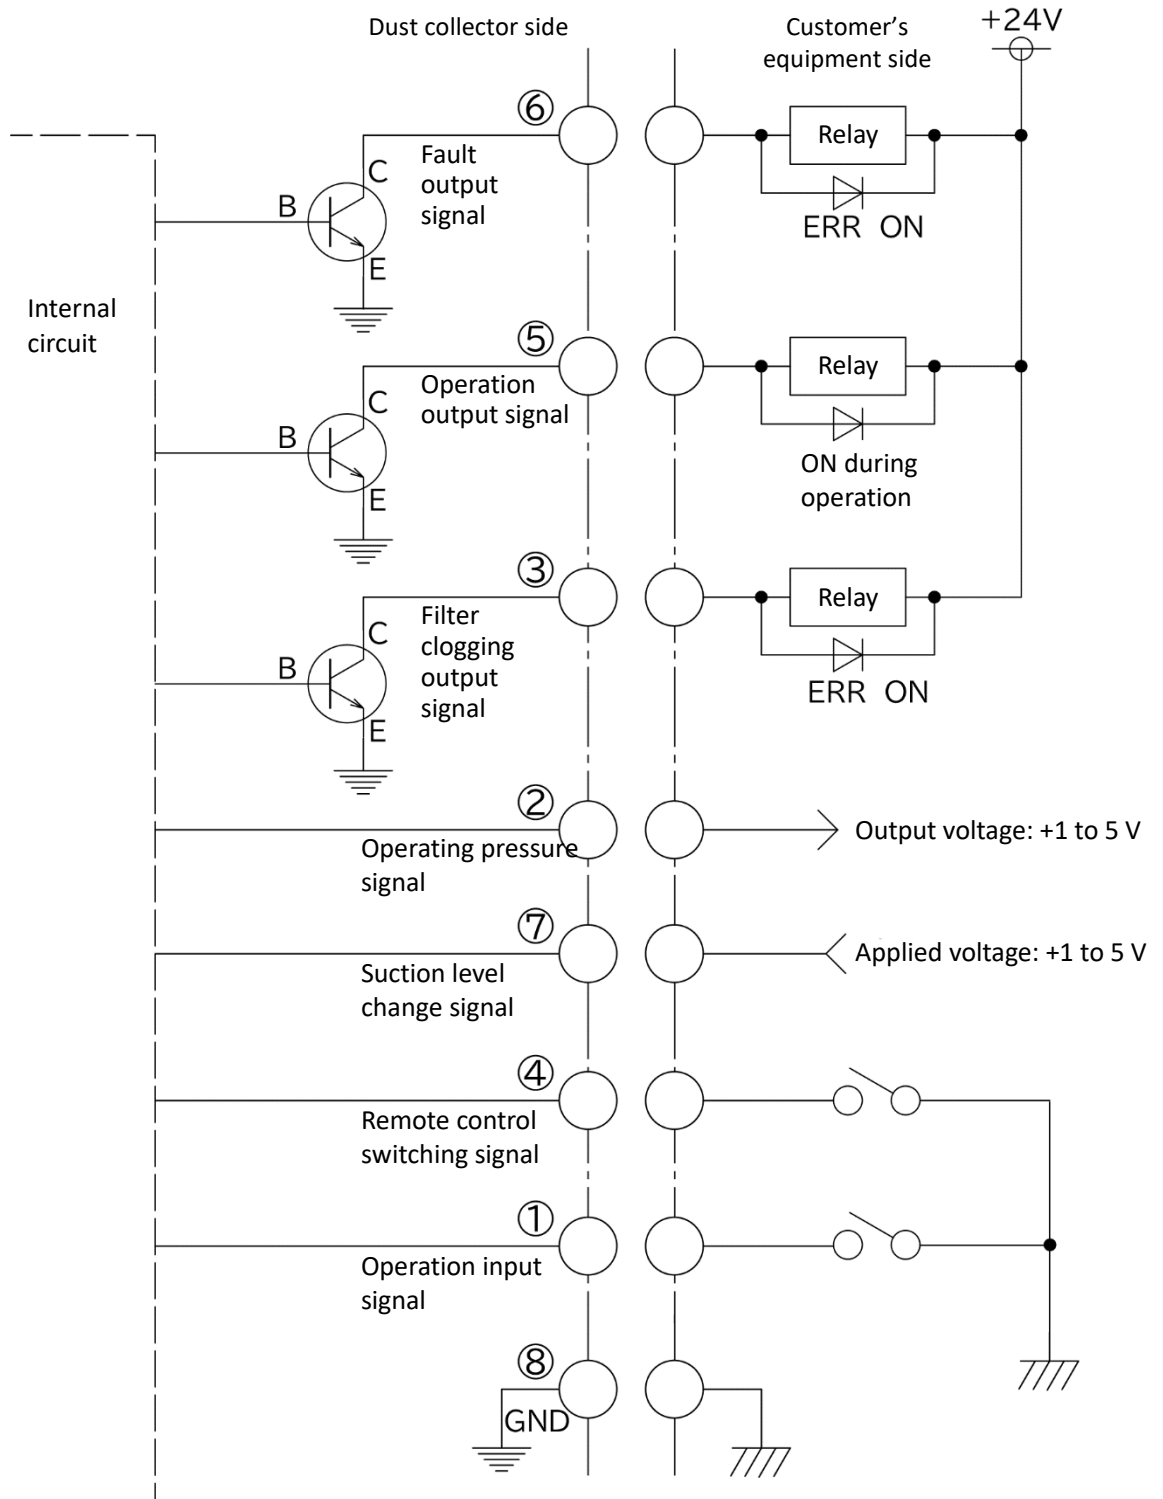 Dust collector side
Customer's
equipment side
+24V
⑥
Relay
C
Fault
output
signal
B
ERR ON
E
Internal
circuit
⑤
Relay
C
Operation
output signal
B
ON during
operation
E
③
Relay
C
Filter
clogging
output
signal
B
ERR ON
E
②
Operating pressure
signal
Output voltage: +1 to 5 V
⑦
Suction level
change signal
Applied voltage: +1 to 5 V
④
Remote control
switching signal
①
Operation input
signal
⑧
GND